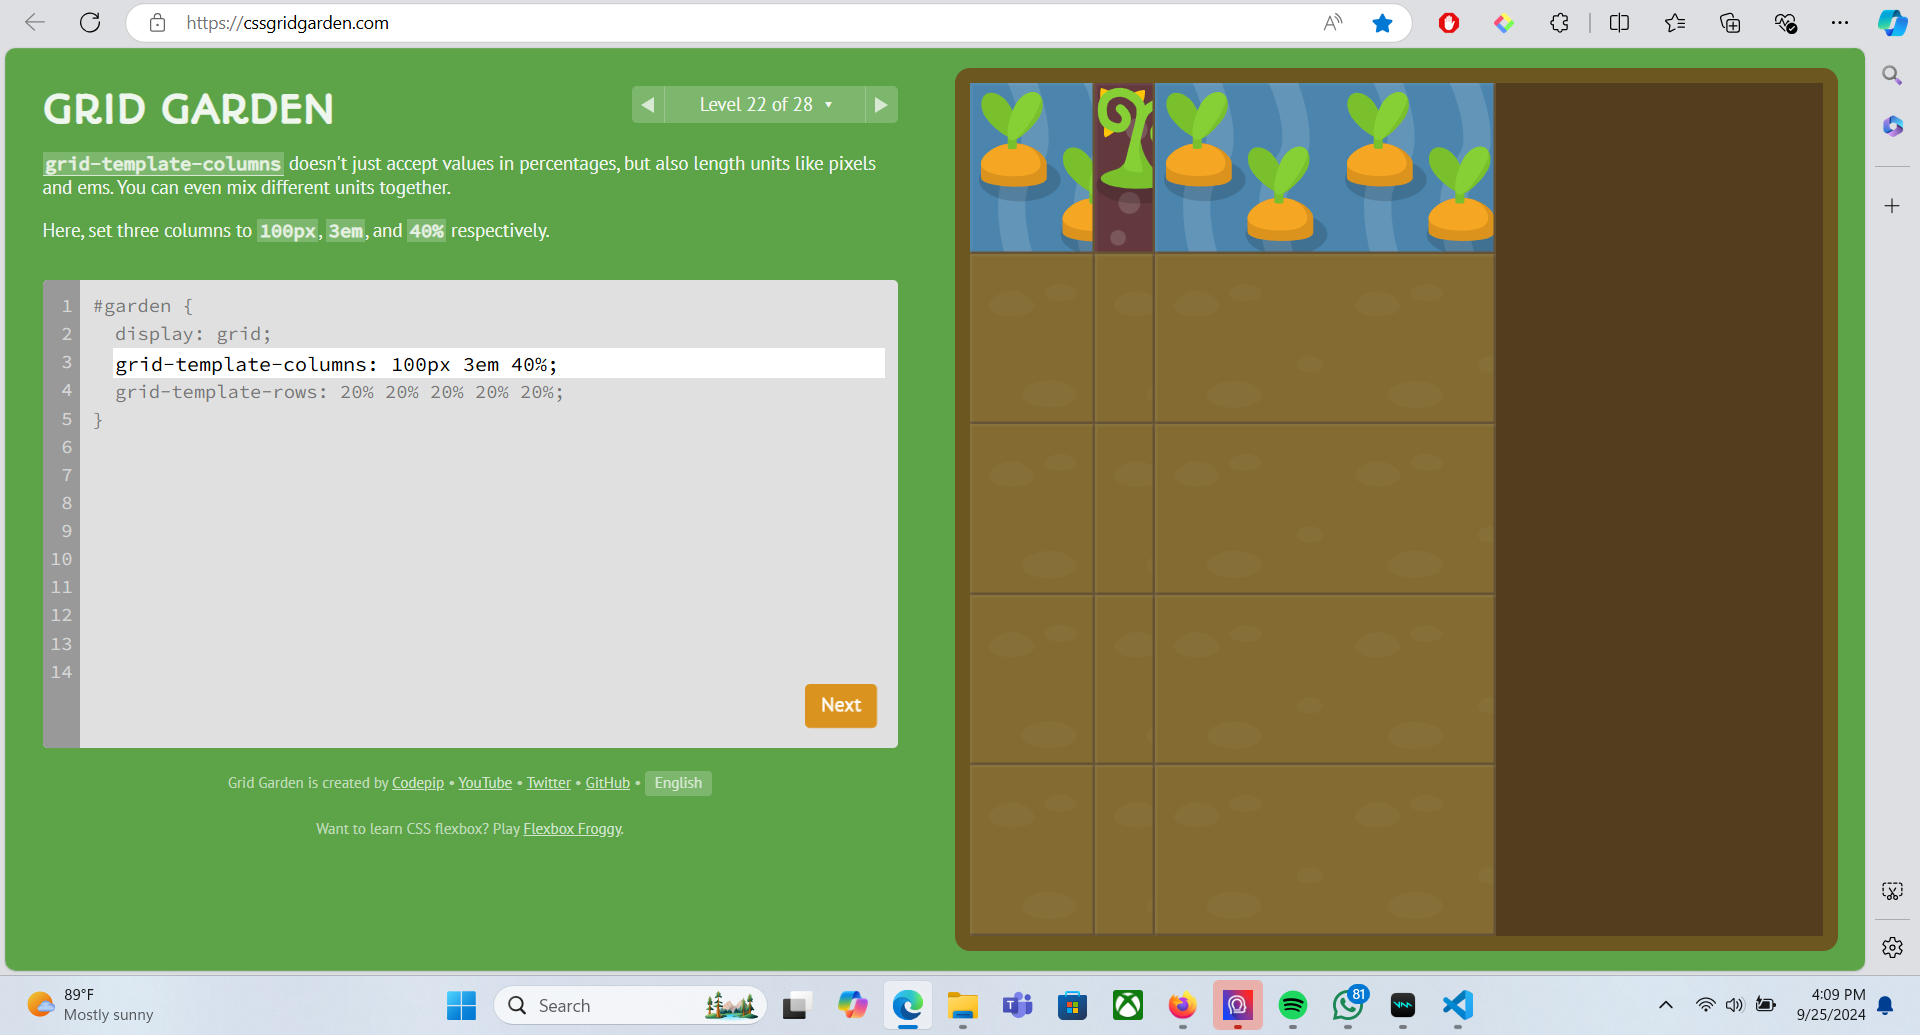 https://cssgridgarden.com
GRID GARDEN
Level 22 of 28
grid-template-columns doesn't just accept values in percentages, but also length units like pixels
and ems. You can even mix different units together.
Here, set three columns to 100px, 3em, and 40% respectively.
1 #garden {
2 display: grid;
3 grid-template-columns: 100px 3em 40%;
4 grid-template-rows: 20% 20% 20% 20% 20%;
5 }
6
7
8
9
10
11
12
13
14
Next
Grid Garden is created by Codepip • YouTube • Twitter • GitHub • English
Want to learn CSS flexbox? Play Flexbox Froggy.
89°F
Mostly sunny
Search
81
4:09 PM
9/25/2024